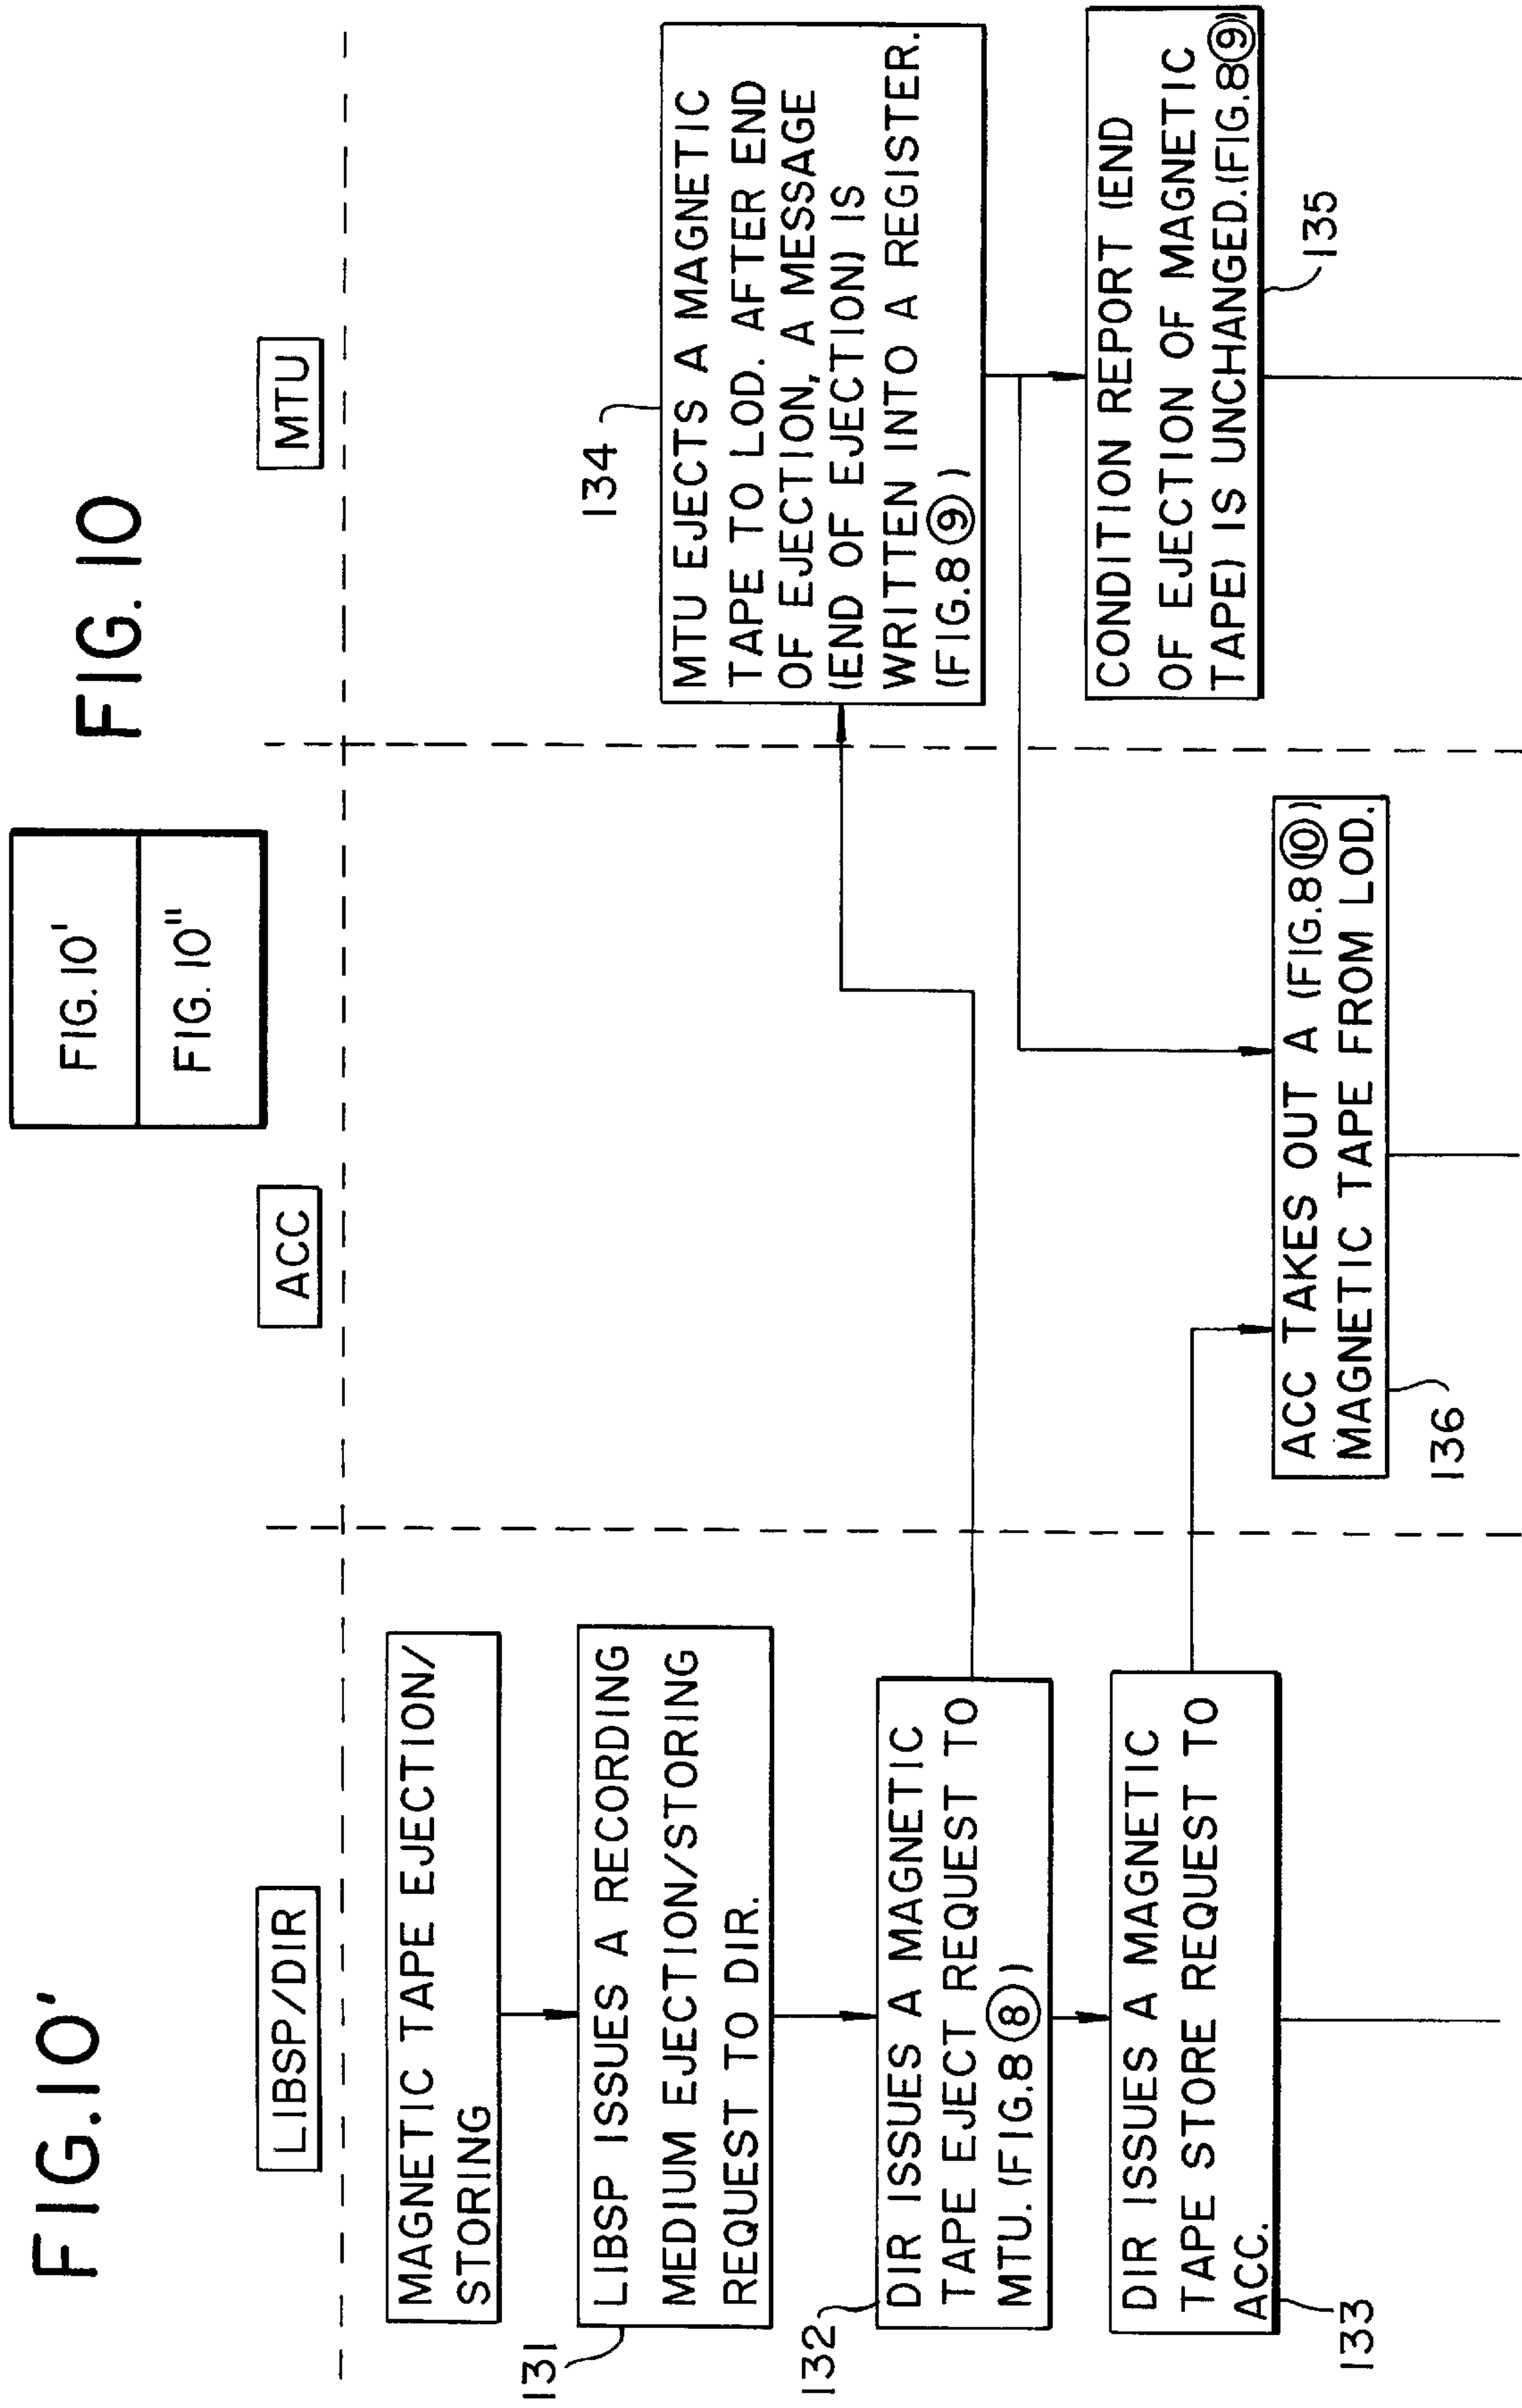 FIG.10'
FIG. 10
FIG.10'
FIG. 10"
LIBSP/DIR
ACC
MTU
MAGNETIC TAPE EJECTION/
STORING
131
LIBSP ISSUES A RECORDING
MEDIUM EJECTION/STORING
REQUEST TO DIR.
132
DIR ISSUES A MAGNETIC
TAPE EJECT REQUEST TO
MTU. (FIG.8⑧)
133
DIR ISSUES A MAGNETIC
TAPE STORE REQUEST TO
ACC.
134
MTU EJECTS A MAGNETIC
TAPE TO LOD. AFTER END
OF EJECTION, A MESSAGE
(END OF EJECTION) IS
WRITTEN INTO A REGISTER.
(FIG.8⑨)
CONDITION REPORT (END
OF EJECTION OF MAGNETIC
TAPE) IS UNCHANGED.(FIG.8⑨)
135
ACC TAKES OUT A (FIG.8⑩)
MAGNETIC TAPE FROM LOD.
136